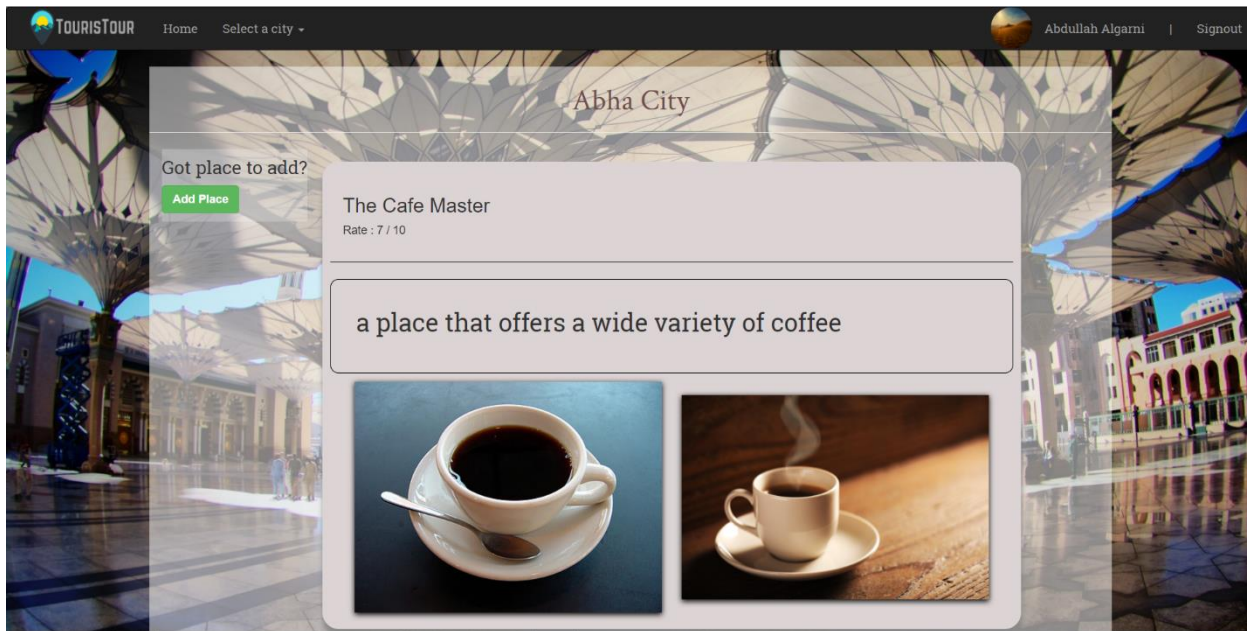 TOURISTOUR
Home
Select a city
Abdullah Algarni | Signout
Abha City
Got place to add?
Add Place
The Cafe Master
Rate : 7 / 10
a place that offers a wide variety of coffee